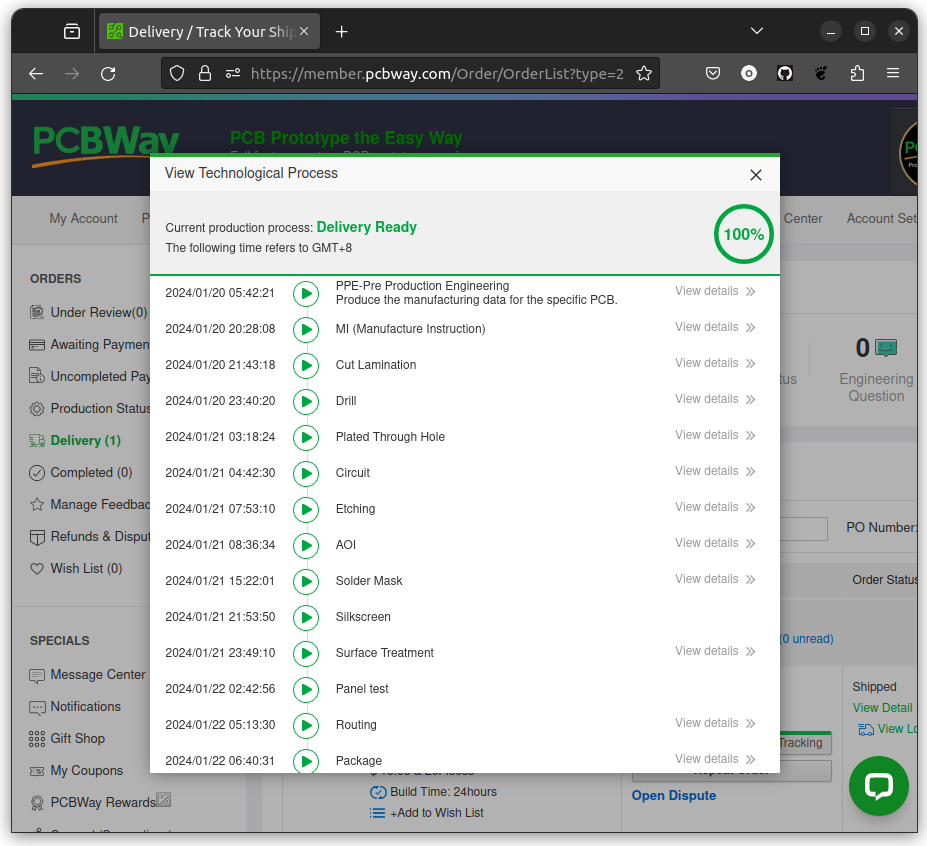 Delivery / Track Your Ship
https://member.pcbway.com/Order/OrderList?type=2
PCBWay
PCB Prototype the Easy Way
View Technological Process
Current production process: Delivery Ready
The following time refers to GMT+8
100%
My Account
P
Center
Account Set
ORDERS
Under Review(0)
Awaiting Paymen
Uncompleted Pay
Production Status
Delivery (1)
Completed (0)
Manage Feedbac
Refunds & Disput
Wish List (0)
SPECIALS
Message Center
Notifications
Gift Shop
My Coupons
PCBWay Rewards
2024/01/20 05:42:21 PPE-Pre Production Engineering View details
Produce the manufacturing data for the specific PCB.
2024/01/20 20:28:08 MI (Manufacture Instruction) View details
2024/01/20 21:43:18 Cut Lamination View details
2024/01/20 23:40:20 Drill View details
2024/01/21 03:18:24 Plated Through Hole View details
2024/01/21 04:42:30 Circuit View details
2024/01/21 07:53:10 Etching View details
2024/01/21 08:36:34 AOI View details
2024/01/21 15:22:01 Solder Mask View details
2024/01/21 21:53:50 Silkscreen
2024/01/21 23:49:10 Surface Treatment View details
2024/01/22 02:42:56 Panel test
2024/01/22 05:13:30 Routing View details
2024/01/22 06:40:31 Package View details
0
tus
Engineering
Question
PO Number:
Order Status
(0 unread)
Shipped
View Detail
View Lo
Tracking
Build Time: 24hours
+Add to Wish List
Open Dispute